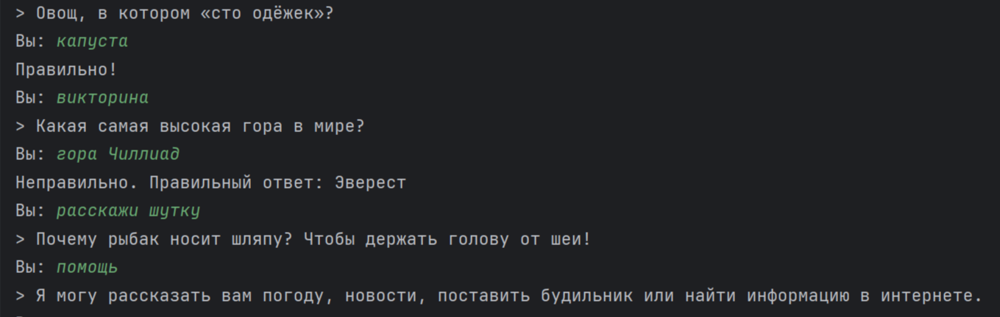 > Овощ, в котором «сто одёжек»?
Вы: капуста
Правильно!
Вы: викторина
> Какая самая высокая гора в мире?
Вы: гора Чиллиад
Неправильно. Правильный ответ: Эверест
Вы: расскажи шутку
> Почему рыбак носит шляпу? Чтобы держать голову от шеи!
Вы: помощь
> Я могу рассказать вам погоду, новости, поставить будильник или найти информацию в интернете.